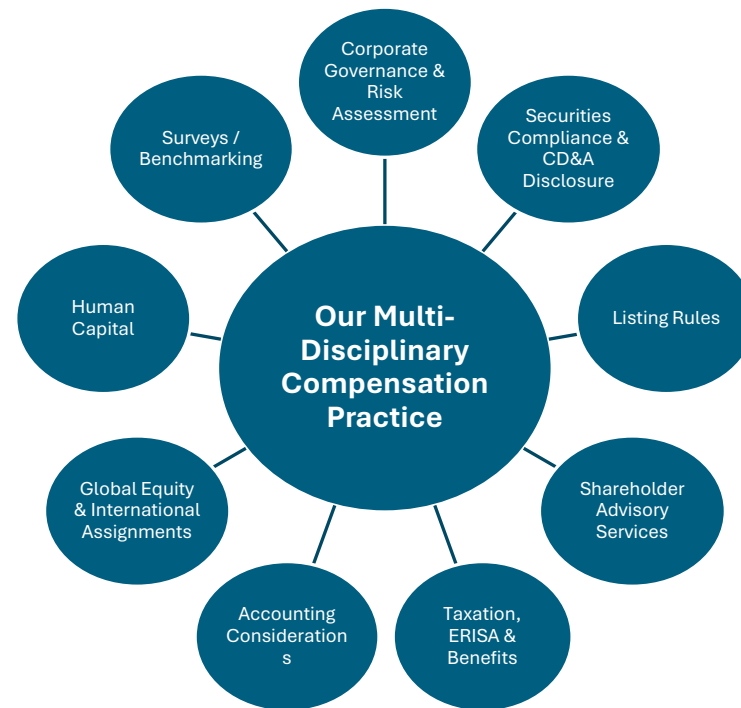 Corporate
Governance &
Risk
Assessment
Securities
Compliance &
CD&A
Disclosure
Listing Rules
Shareholder
Advisory
Services
Taxation,
ERISA &
Benefits
Accounting
Consideration
s
Global Equity
& International
Assignments
Human
Capital
Surveys /
Benchmarking
Our Multi-
Disciplinary
Compensation
Practice